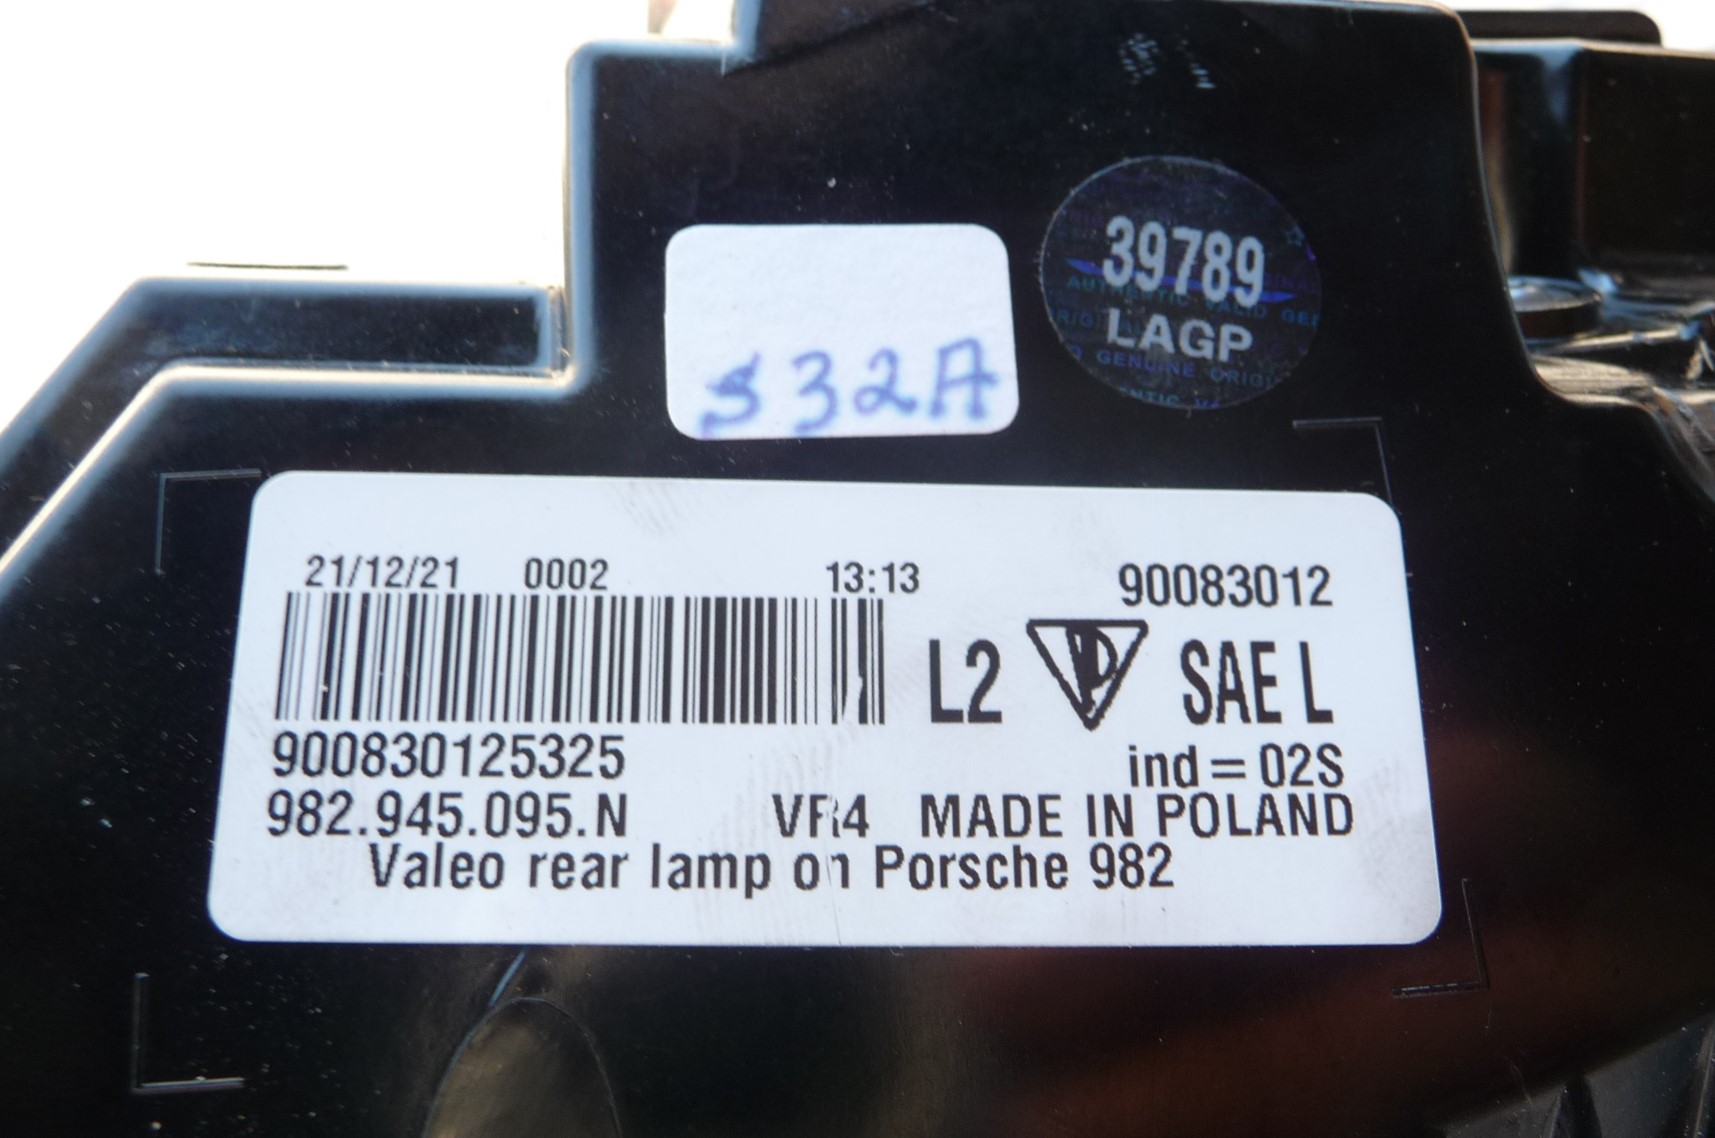 39789
LAGP
S32A
21/12/21 0002 13:13 90083012
L2 SAE L
900830125325
ind = 02S
982.945.095.N VR4 MADE IN POLAND
Valeo rear lamp on Porsche 982